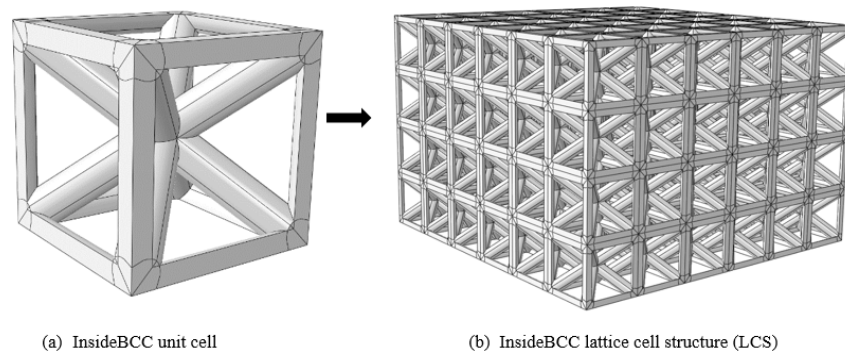 (a) InsideBCC unit cell
(b) InsideBCC lattice cell structure (LCS)